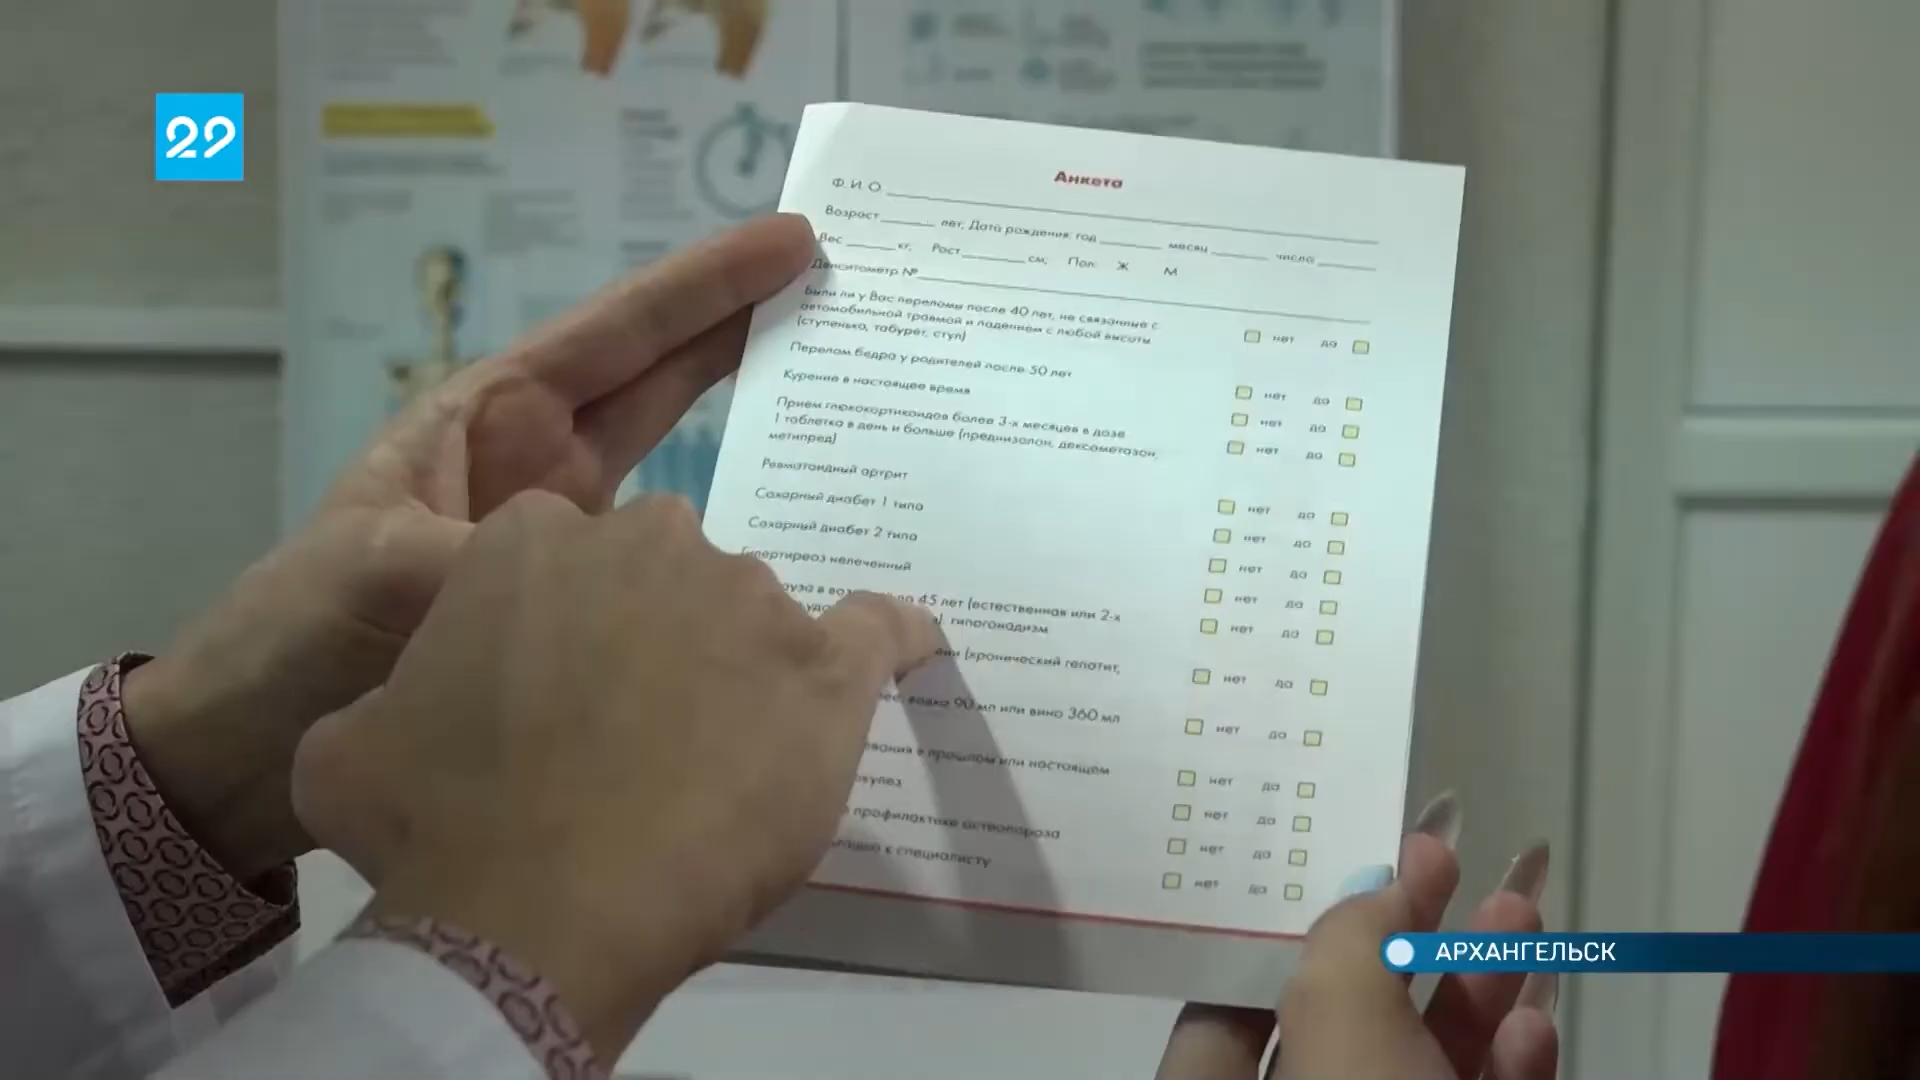 29
Анкета
Ф. И. О.
Возраст лет, Дата рождения: год месяц число
Вес кг, Рост см, Пол: Ж М
Денситометр №
Были ли у Вас переломы после 40 лет, не связанные с
автомобильной травмой и падением с любой высоты
(ступенька, табурет, стул) нет да
Перелом бедра у родителей после 50 лет нет да
Курение в настоящее время нет да
Прием глюкокортикоидов более 3-х месяцев в дозе нет да
1 таблетка в день и больше (преднизолон, дексаметазон,
метипред)
Ревматоидный артрит нет да
Сахарный диабет 1 типа нет да
Сахарный диабет 2 типа нет да
Гипертиреоз нелеченный нет да
до 45 лет (естественная или 2-х нет да
гипогонадизм
(хронический гепатит, нет да
водка 90 мл или вино 360 мл нет да
в прошлом или настоящем нет да
нет да
профилактике остеопороза нет да
к специалисту нет да
АРХАНГЕЛЬСК